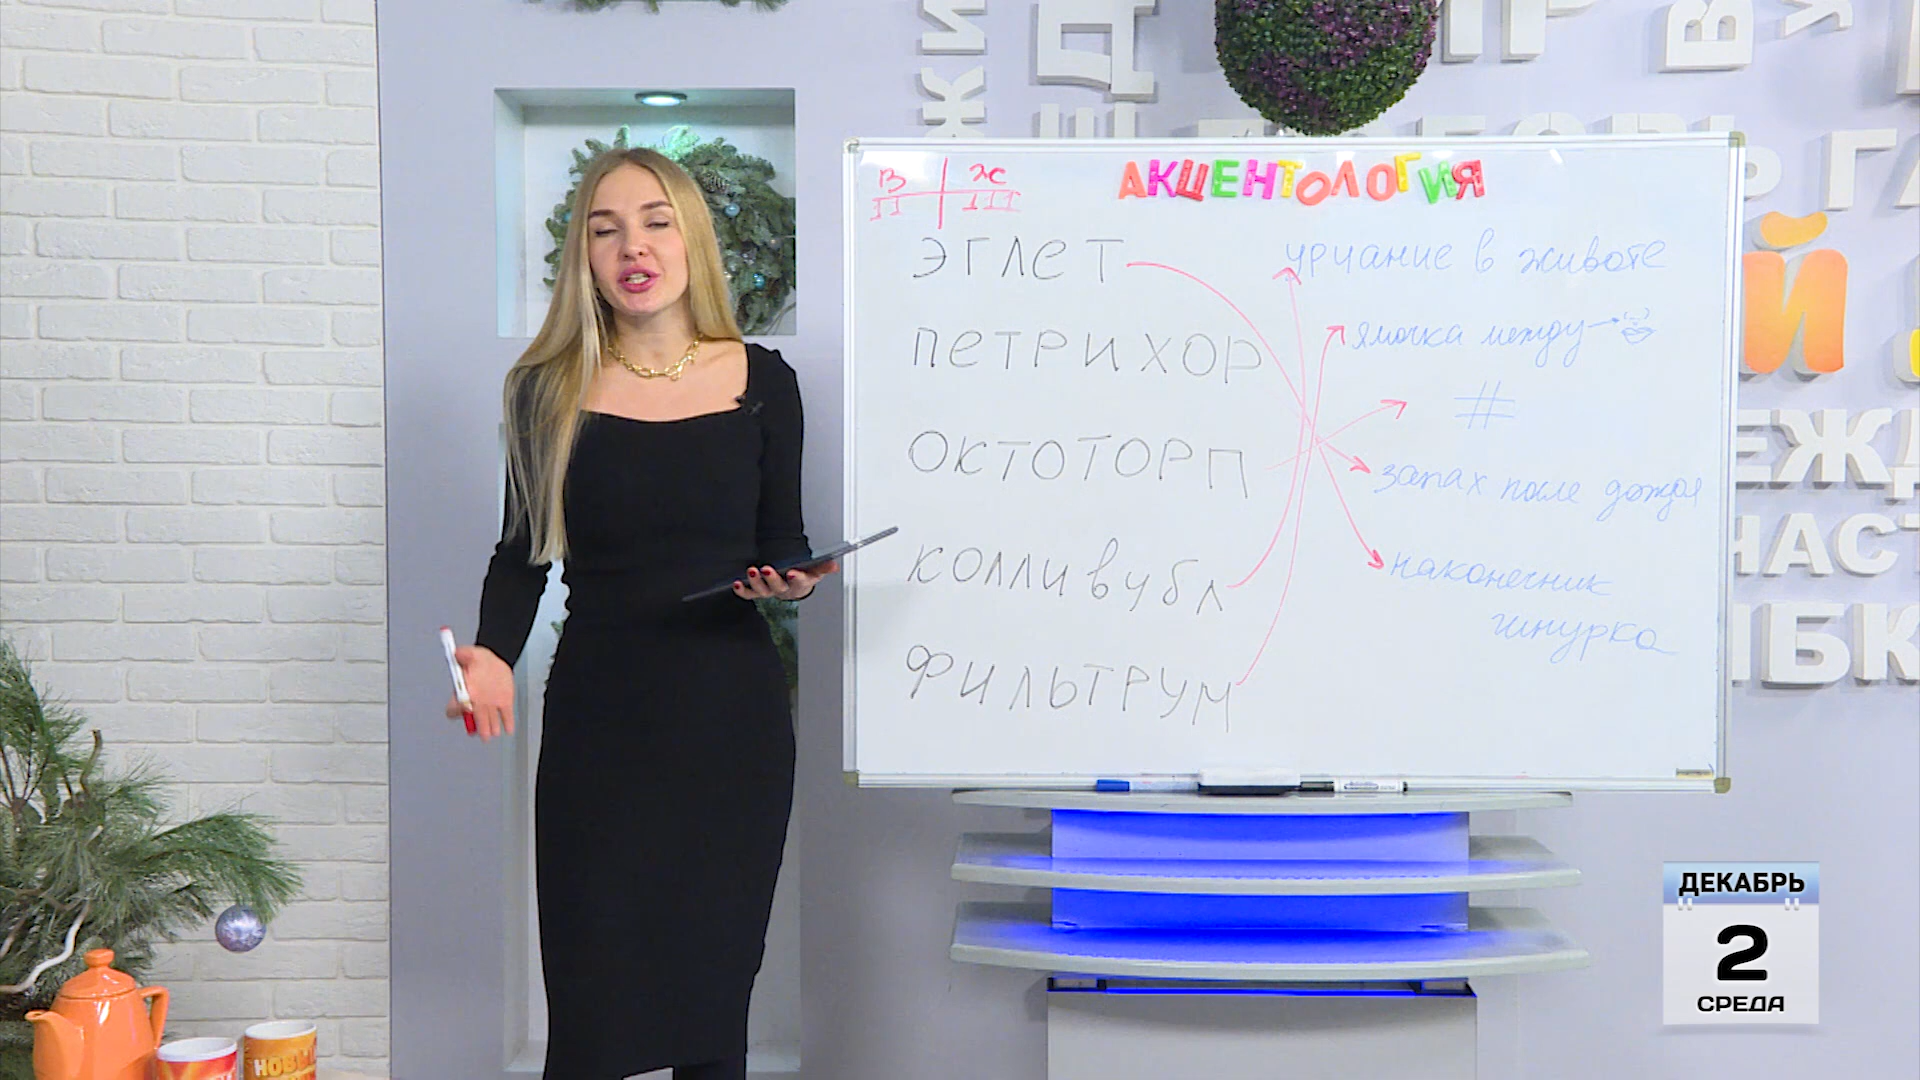 АКЦЕНТОЛОГИЯ
В Ж
II III
ЭГЛЕТ
урчание в животе
ПЕТРИХОР
ямочка между
ОКТОТОРП
#
запах после дождя
КОЛЛИВУБЛ
наконечник
шнурка
ФИЛЬТРУМ
ДЕКАБРЬ
2
СРЕДА